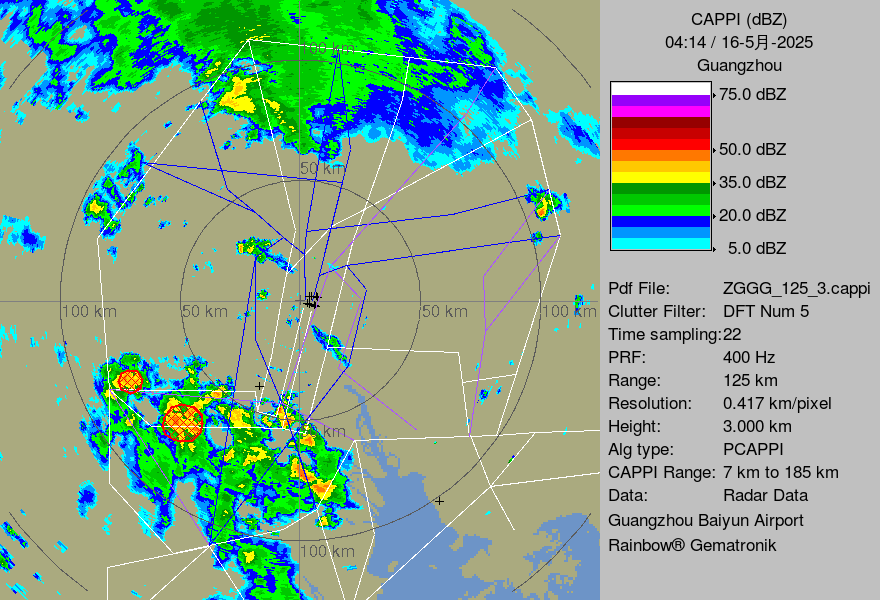 CAPPI (dBZ)
04:14 / 16-5月-2025
Guangzhou
75.0 dBZ
50.0 dBZ
35.0 dBZ
20.0 dBZ
5.0 dBZ
Pdf File: ZGGG_125_3.cappi
Clutter Filter: DFT Num 5
Time sampling:22
PRF: 400 Hz
Range: 125 km
Resolution: 0.417 km/pixel
Height: 3.000 km
Alg type: PCAPPI
CAPPI Range: 7 km to 185 km
Data: Radar Data
Guangzhou Baiyun Airport
Rainbow® Gematronik
100 km
50 km
100 km
50 km
50 km
100 km
km
100 km